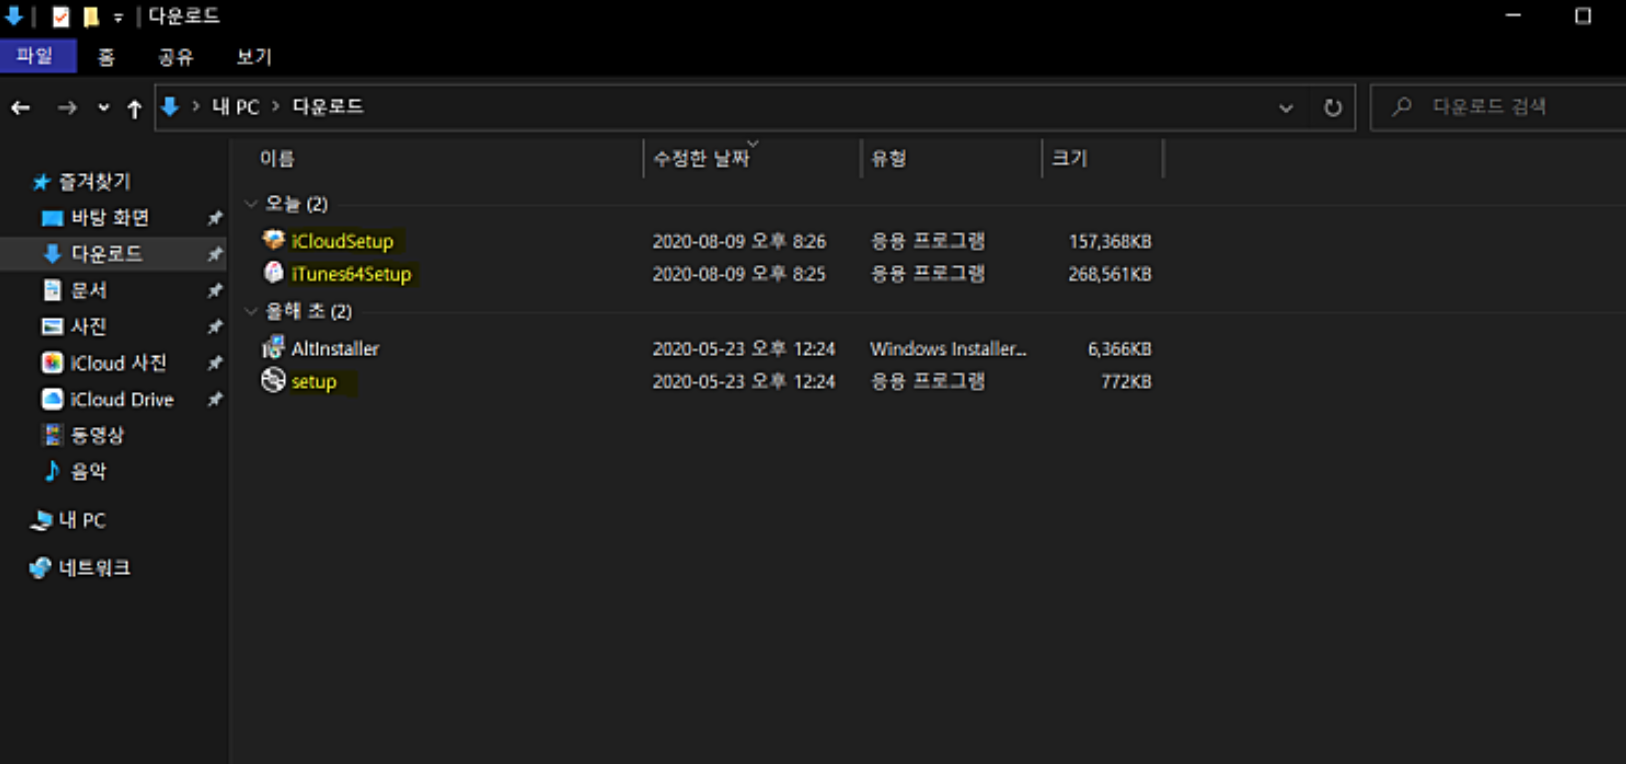 다운로드
파일 홈 공유 보기
내 PC 다운로드 다운로드 검색
이름 수정한 날짜 유형 크기
즐겨찾기
바탕 화면
다운로드
문서
사진
iCloud 사진
iCloud Drive
동영상
음악
내 PC
네트워크
오늘 (2)
iCloudSetup 2020-08-09 오후 8:26 응용 프로그램 157,368KB
iTunes64Setup 2020-08-09 오후 8:25 응용 프로그램 268,561KB
올해 초 (2)
AltInstaller 2020-05-23 오후 12:24 Windows Installer... 6,366KB
setup 2020-05-23 오후 12:24 응용 프로그램 772KB